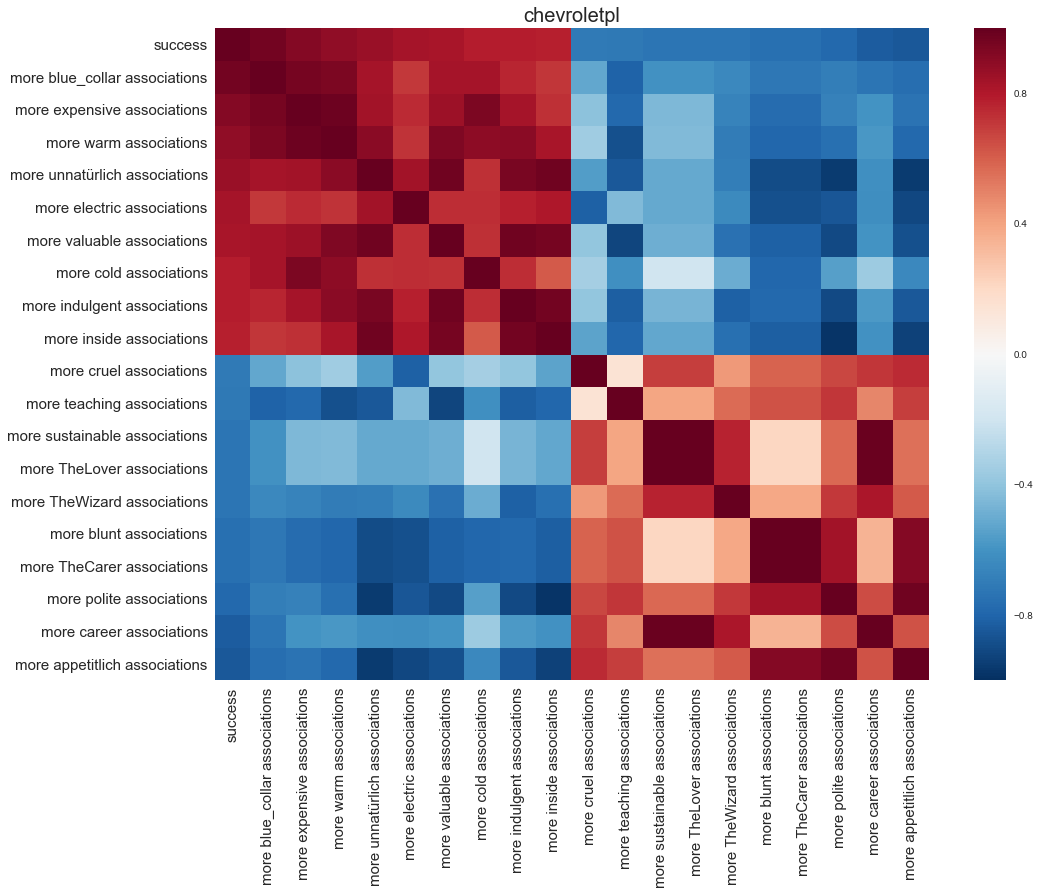 chevroletpl
success
more blue_collar associations
more expensive associations
more warm associations
more unnatürlich associations
more electric associations
more valuable associations
more cold associations
more indulgent associations
more inside associations
more cruel associations
more teaching associations
more sustainable associations
more TheLover associations
more TheWizard associations
more blunt associations
more TheCarer associations
more polite associations
more career associations
more appetitlich associations
success
more blue_collar associations
more expensive associations
more warm associations
more unnatürlich associations
more electric associations
more valuable associations
more cold associations
more indulgent associations
more inside associations
more cruel associations
more teaching associations
more sustainable associations
more TheLover associations
more TheWizard associations
more blunt associations
more TheCarer associations
more polite associations
more career associations
more appetitlich associations
0.8
0.4
0.0
−0.4
−0.8